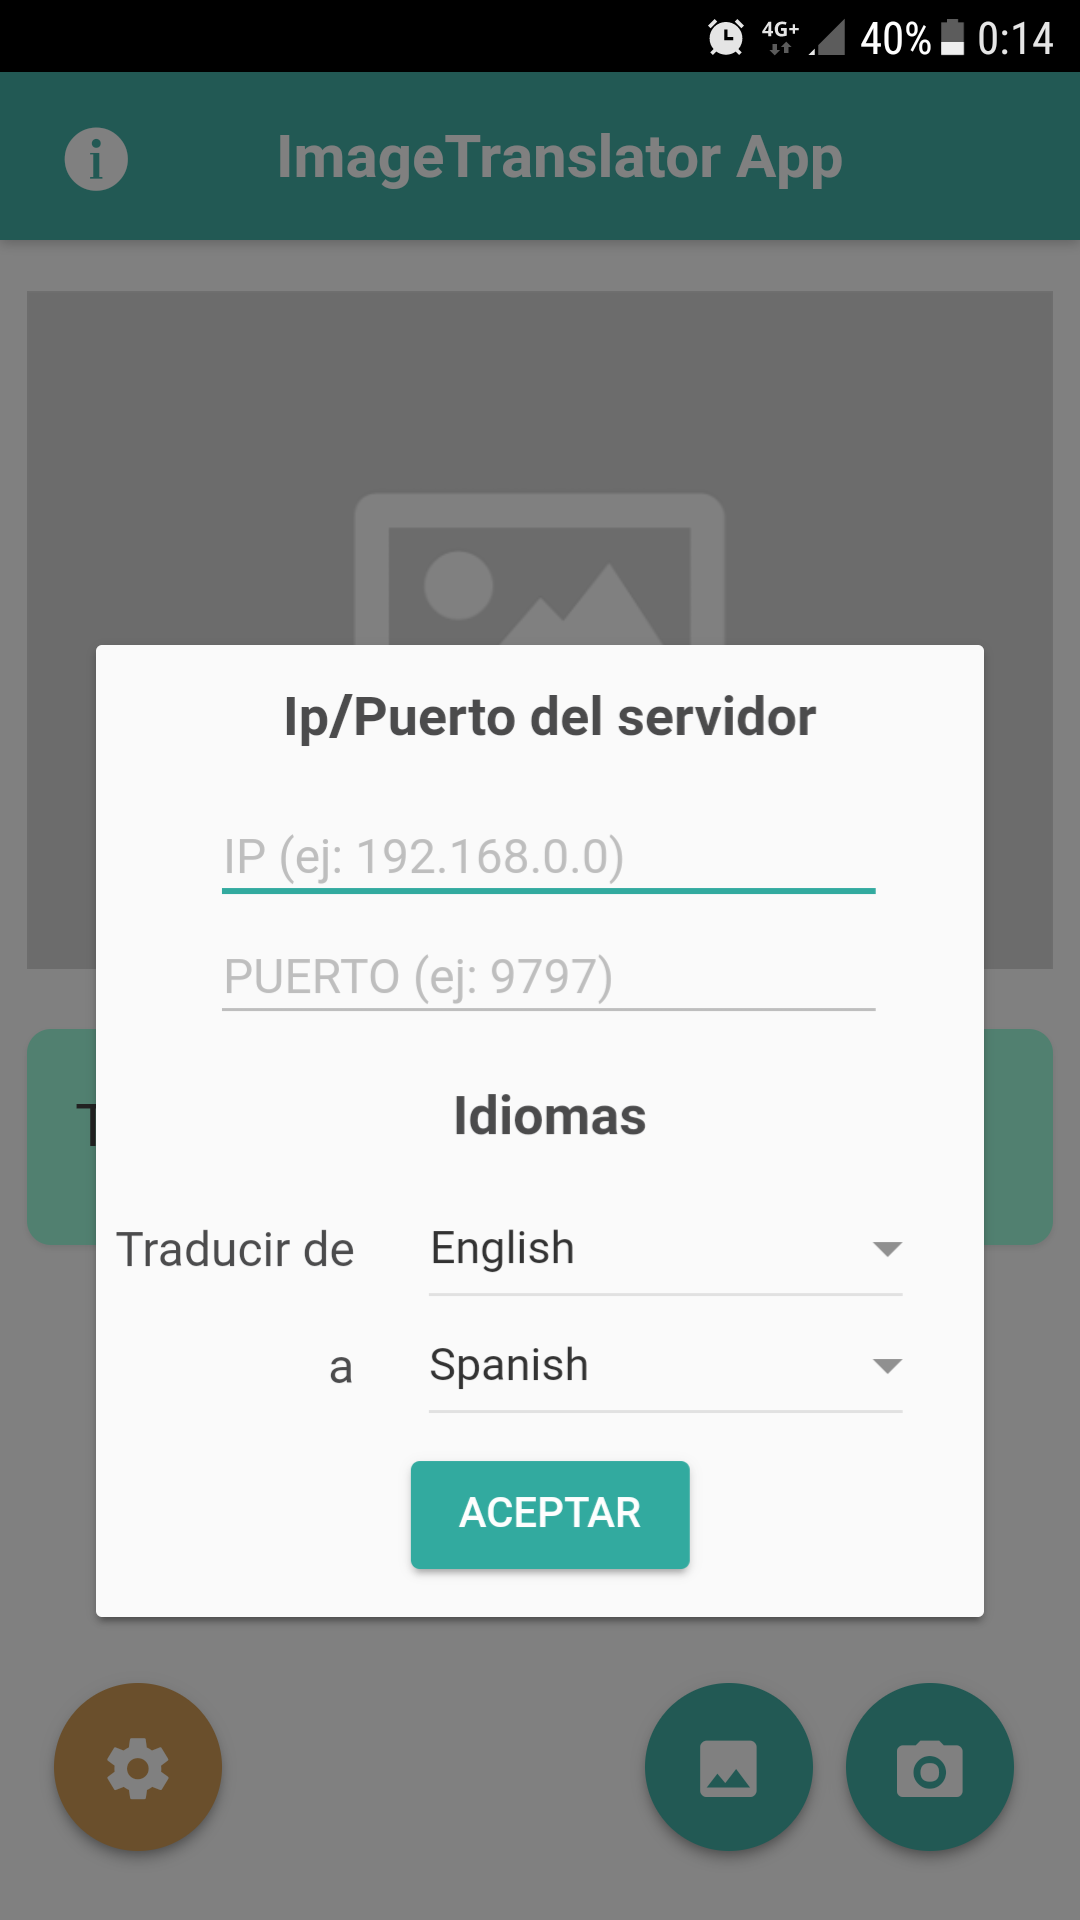 4G+ 40% 0:14
i ImageTranslator App
Ip/Puerto del servidor
IP (ej: 192.168.0.0)
PUERTO (ej: 9797)
Idiomas
T
Traducir de English
a Spanish
ACEPTAR